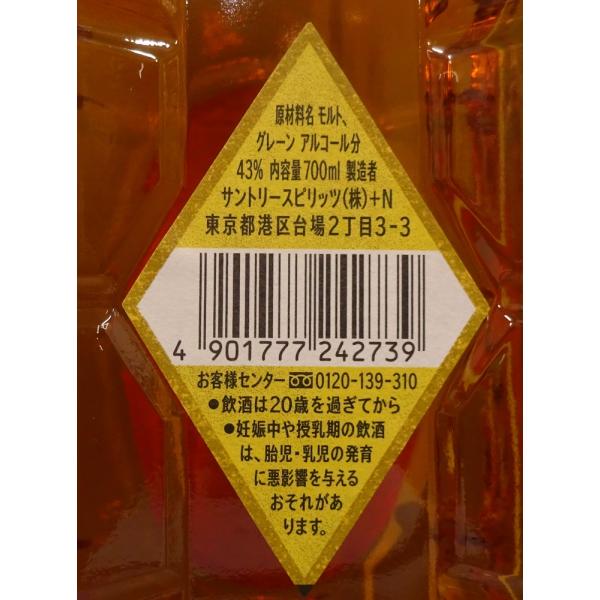 原材料名 モルト、
グレーン アルコール分
43% 内容量700ml 製造者
サントリースピリッツ(株)+N
東京都港区台場2丁目3-3
4 901777 242739
お客様センター 0120-139-310
●飲酒は20歳を過ぎてから
●妊娠中や授乳期の飲酒
は、胎児・乳児の発育
に悪影響を与える
おそれがあ
ります。